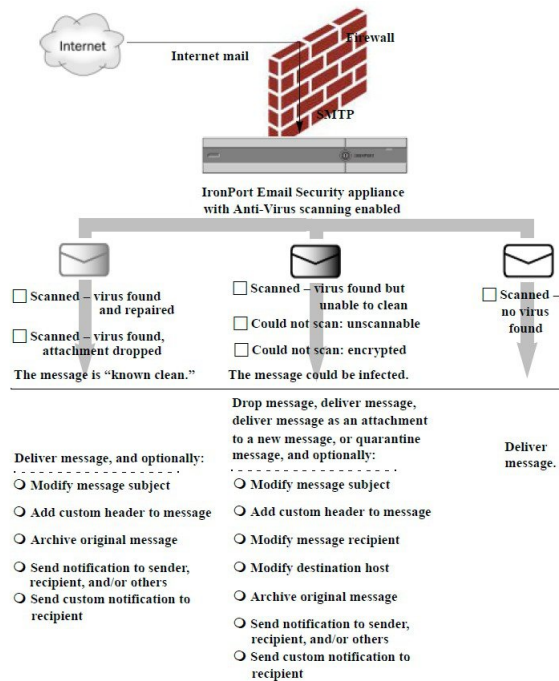 Internet
Firewall
Internet mail
SMTP
IronPort Email Security appliance
with Anti-Virus scanning enabled
Scanned – virus found
and repaired
Scanned – virus found,
attachment dropped
The message is “known clean.”
Scanned – virus found but
unable to clean
Could not scan: unscannable
Could not scan: encrypted
The message could be infected.
Scanned –
no virus
found
Deliver message, and optionally:
Modify message subject
Add custom header to message
Archive original message
Send notification to sender,
recipient, and/or others
Send custom notification to
recipient
Drop message, deliver message,
deliver message as an attachment
to a new message, or quarantine
message, and optionally:
Modify message subject
Add custom header to message
Modify message recipient
Modify destination host
Archive original message
Send notification to sender,
recipient, and/or others
Send custom notification to
recipient
Deliver
message.